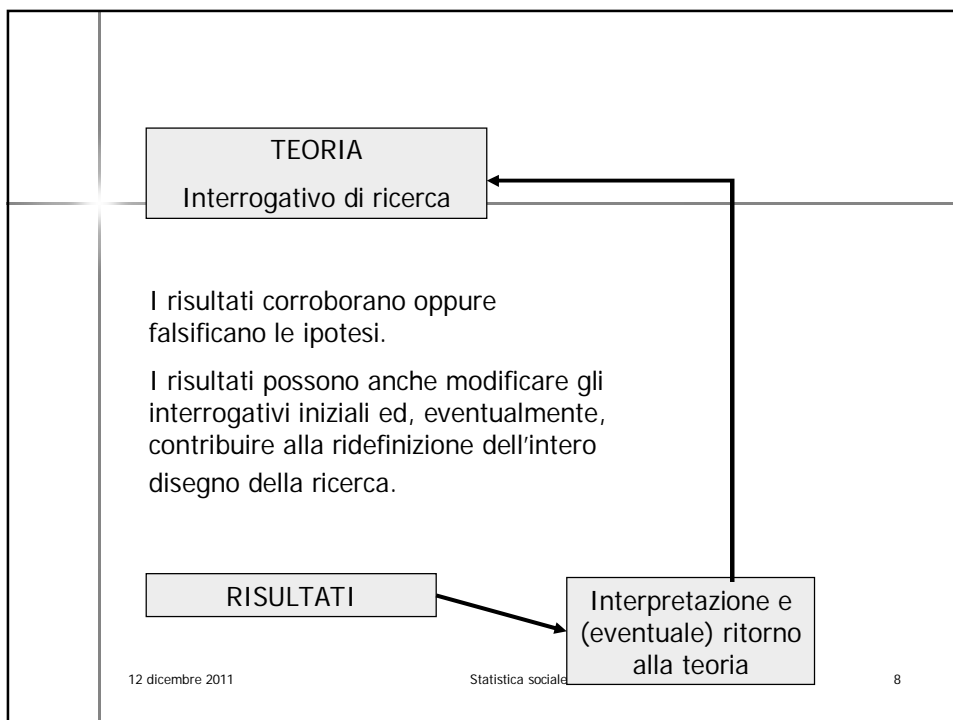 TEORIA
Interrogativo di ricerca
I risultati corroborano oppure
falsificano le ipotesi.
I risultati possono anche modificare gli
interrogativi iniziali ed, eventualmente,
contribuire alla ridefinizione dell'intero
disegno della ricerca.
RISULTATI
Interpretazione e
(eventuale) ritorno
alla teoria
12 dicembre 2011
Statistica sociale
8